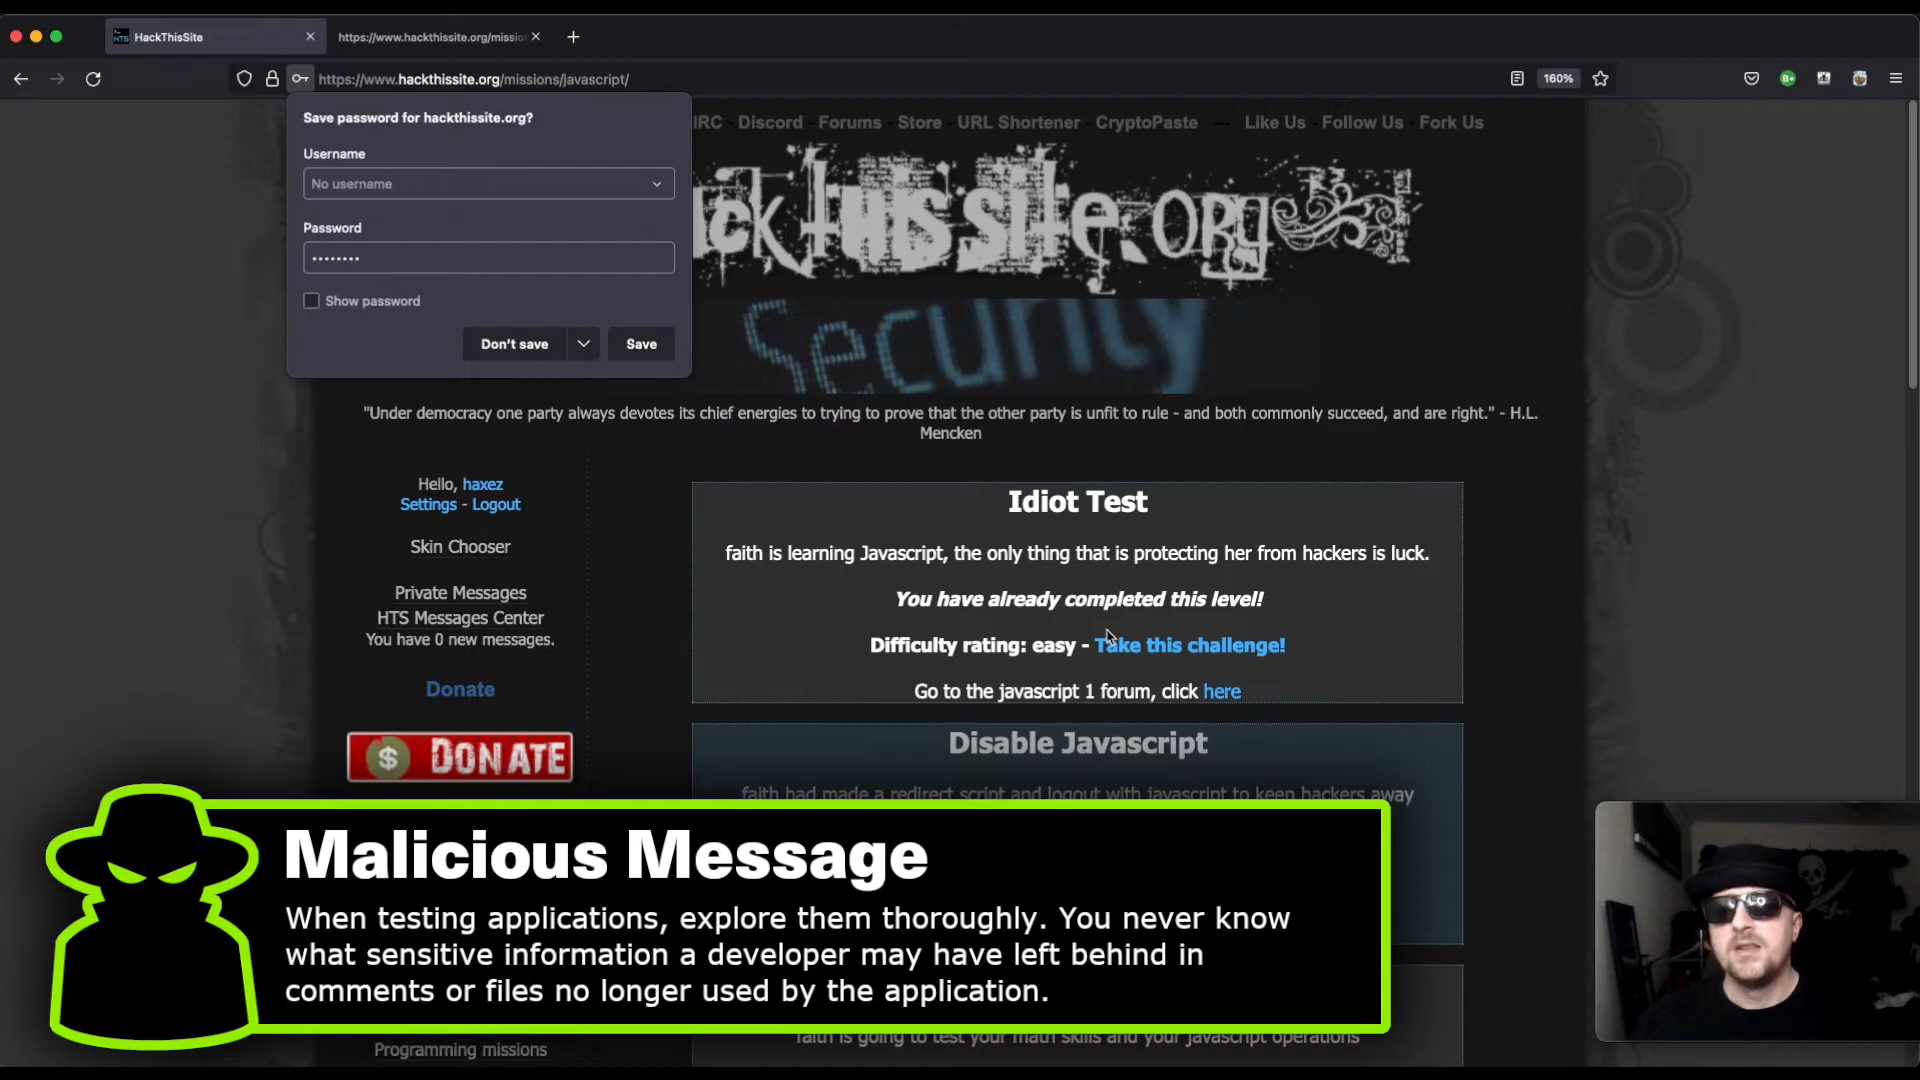 HackThisSite
https://www.hackthissite.org/missio
https://www.hackthissite.org/missions/javascript/
160%
Save password for hackthissite.org?
Username
No username
Password
Show password
Don't save
Save
IRC - Discord - Forums - Store - URL Shortener - CryptoPaste — Like Us - Follow Us - Fork Us
ck this site.org
Security
"Under democracy one party always devotes its chief energies to trying to prove that the other party is unfit to rule - and both commonly succeed, and are right." - H.L.
Mencken
Hello, haxez
Settings - Logout
Skin Chooser
Private Messages
HTS Messages Center
You have 0 new messages.
Donate
$ DONATE
Idiot Test
faith is learning Javascript, the only thing that is protecting her from hackers is luck.
You have already completed this level!
Difficulty rating: easy - Take this challenge!
Go to the javascript 1 forum, click here
Disable Javascript
faith had made a redirect script and logout with javascript to keep hackers away
Malicious Message
When testing applications, explore them thoroughly. You never know
what sensitive information a developer may have left behind in
comments or files no longer used by the application.
faith is going to test your math skills and your javascript operations
Programming missions